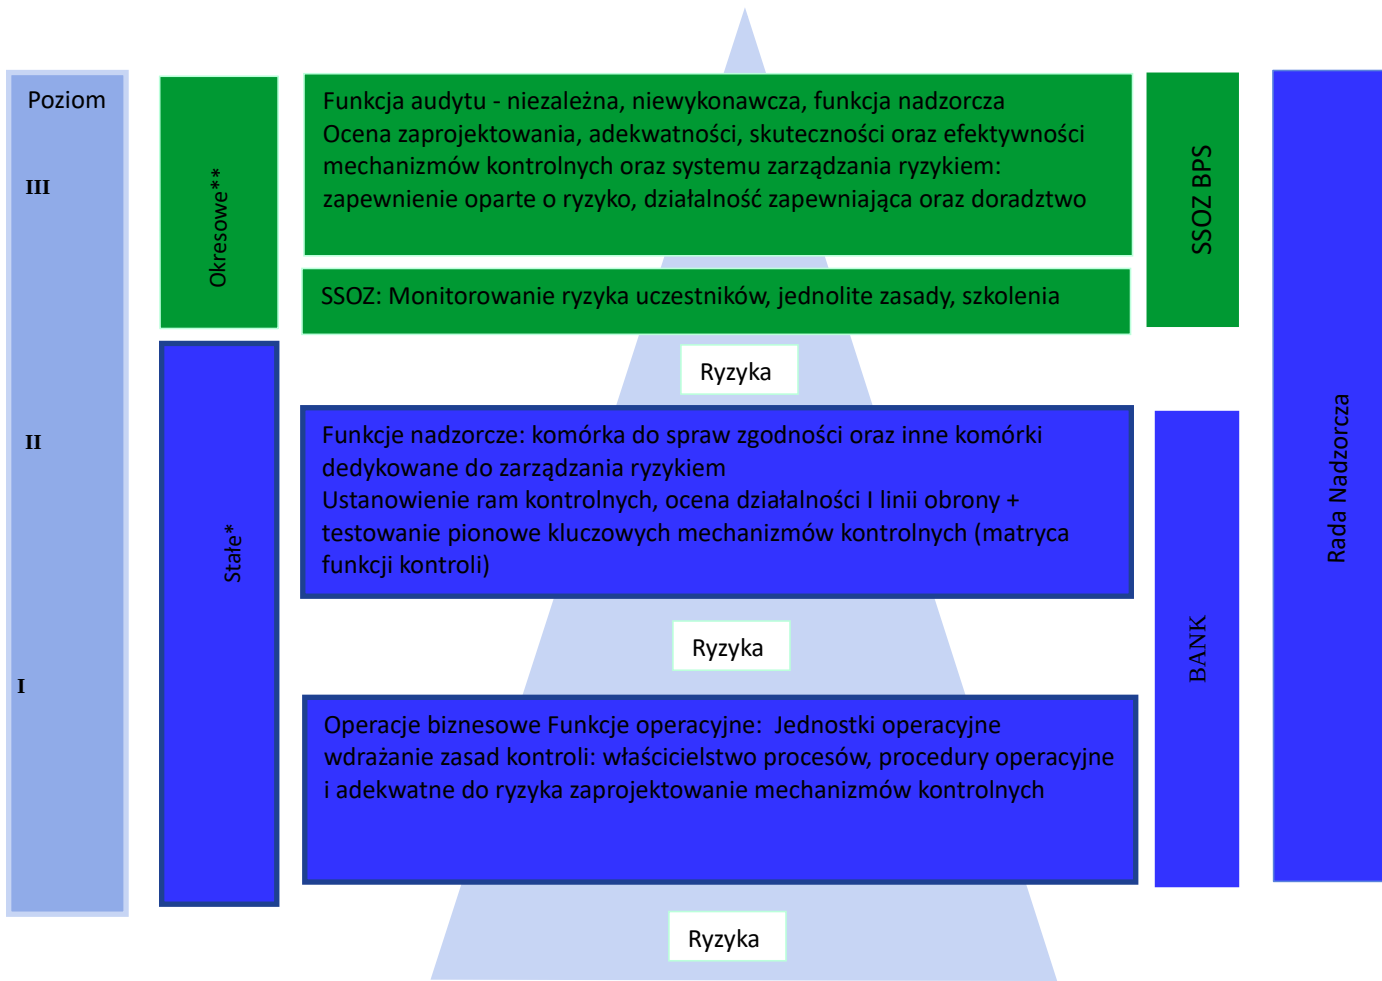 Poziom
III
II
I
Okresowe**
Stałe*
Funkcja audytu - niezależna, niewykonawcza, funkcja nadzorcza
Ocena zaprojektowania, adekwatności, skuteczności oraz efektywności
mechanizmów kontrolnych oraz systemu zarządzania ryzykiem:
zapewnienie oparte o ryzyko, działalność zapewniająca oraz doradztwo
SSOZ: Monitorowanie ryzyka uczestników, jednolite zasady, szkolenia
Ryzyka
Funkcje nadzorcze: komórka do spraw zgodności oraz inne komórki
dedykowane do zarządzania ryzykiem
Ustanowienie ram kontrolnych, ocena działalności I linii obrony +
testowanie pionowe kluczowych mechanizmów kontrolnych (matryca
funkcji kontroli)
Ryzyka
Operacje biznesowe Funkcje operacyjne:  Jednostki operacyjne
wdrażanie zasad kontroli: właścicielstwo procesów, procedury operacyjne
i adekwatne do ryzyka zaprojektowanie mechanizmów kontrolnych
Ryzyka
SSOZ BPS
BANK
Rada Nadzorcza